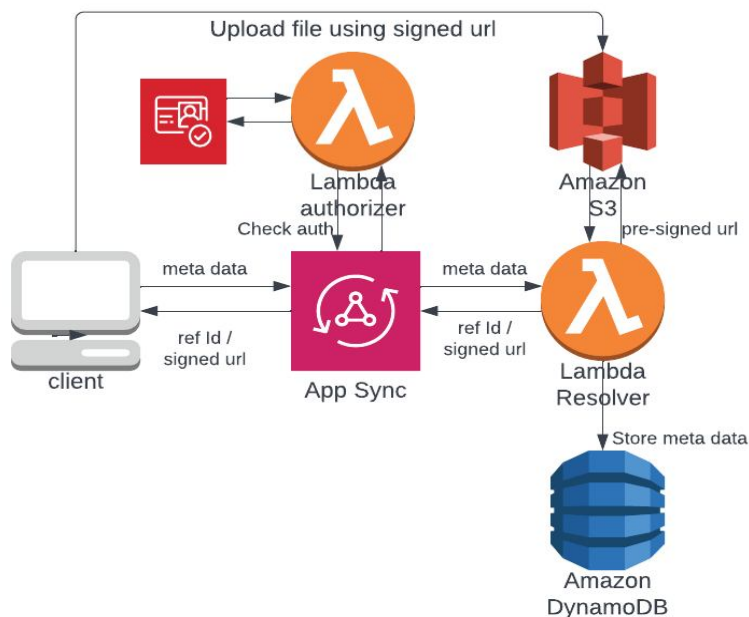 Upload file using signed url
Lambda
authorizer
Amazon
S3
Check auth
pre-signed url
meta data
meta data
ref Id /
signed url
ref Id /
signed url
client
App Sync
Lambda
Resolver
Store meta data
Amazon
DynamoDB